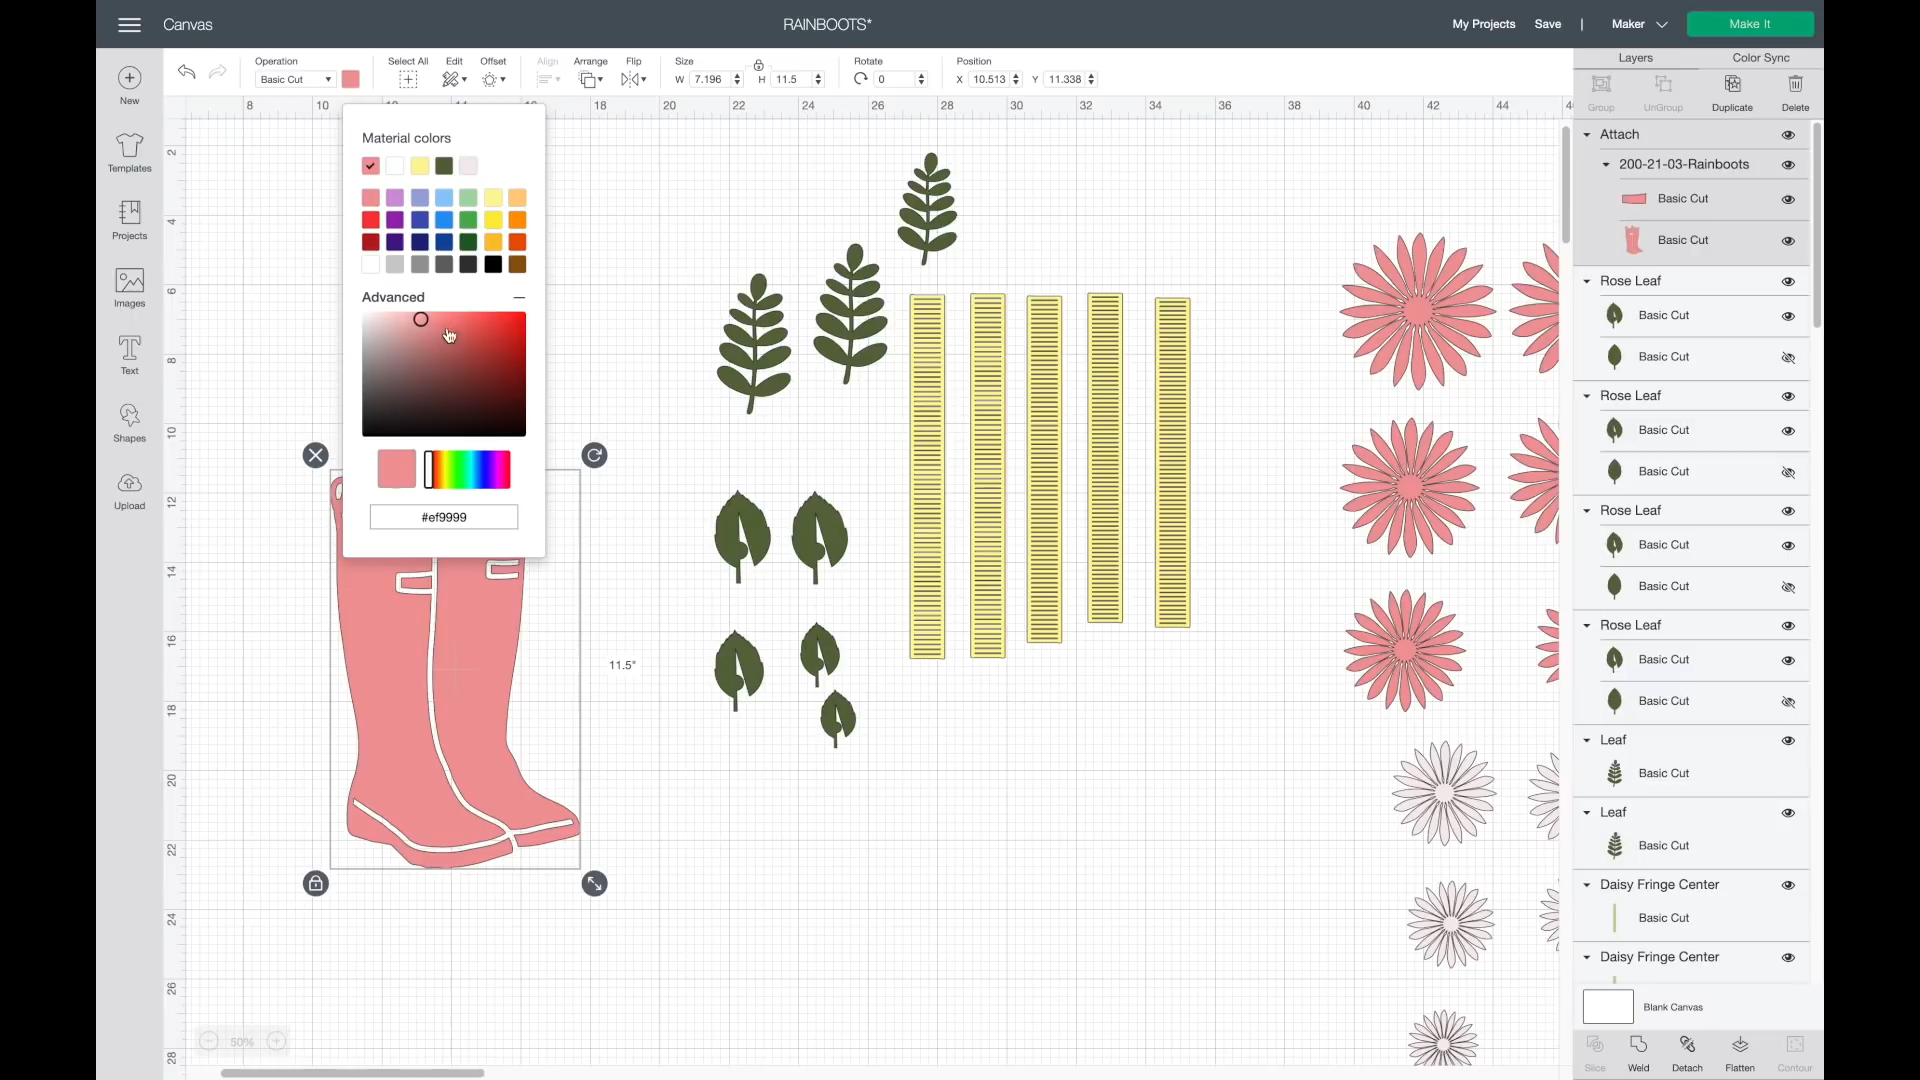 Canvas
RAINBOOTS*
My Projects
Save
|
Maker
Make It
New
Templates
Projects
Images
Text
Shapes
Upload
Operation
Basic Cut
Select All
Edit
Offset
Align
Arrange
Flip
Size
W 7.196
H 11.5
Rotate
0
Position
X 10.513
Y 11.338
8 10 18 20 22 24 26 28 30 32 34 36 38 40 42 44
2
4
6
8
10
12
14
16
18
20
22
24
26
28
Material colors
Advanced
#ef9999
11.5"
50%
Layers
Color Sync
Group
UnGroup
Duplicate
Delete
Attach
200-21-03-Rainboots
Basic Cut
Basic Cut
Rose Leaf
Basic Cut
Basic Cut
Rose Leaf
Basic Cut
Basic Cut
Rose Leaf
Basic Cut
Basic Cut
Rose Leaf
Basic Cut
Basic Cut
Leaf
Basic Cut
Leaf
Basic Cut
Daisy Fringe Center
Basic Cut
Daisy Fringe Center
Blank Canvas
Slice
Weld
Detach
Flatten
Contour